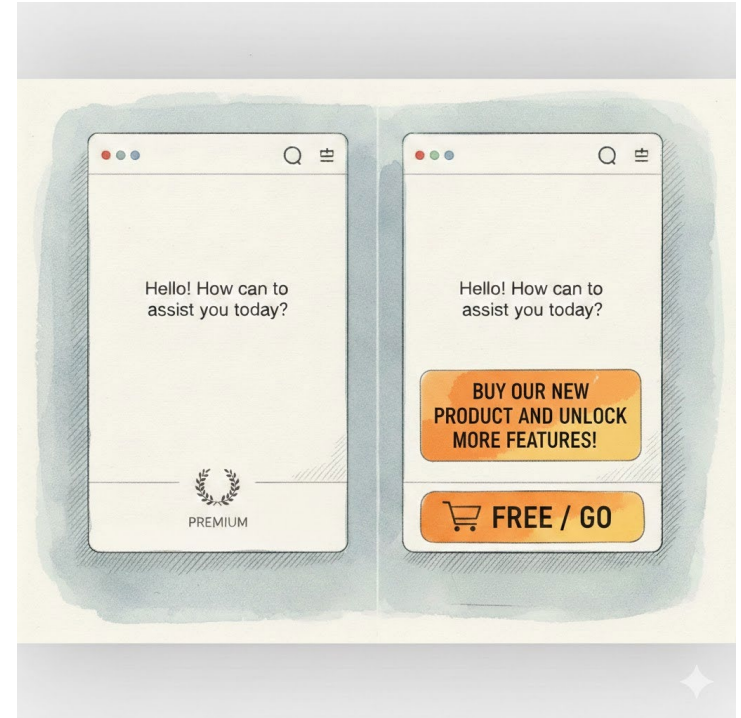 Hello! How can to
assist you today?
PREMIUM
Hello! How can to
assist you today?
BUY OUR NEW
PRODUCT AND UNLOCK
MORE FEATURES!
FREE / GO